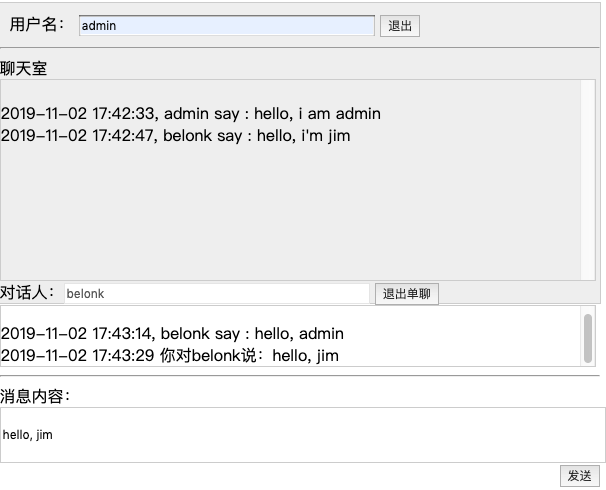 用户名： admin 退出
聊天室
2019-11-02 17:42:33, admin say : hello, i am admin
2019-11-02 17:42:47, belonk say : hello, i'm jim
对话人： belonk 退出单聊
2019-11-02 17:43:14, belonk say : hello, admin
2019-11-02 17:43:29 你对belonk说：hello, jim
消息内容：
hello, jim
发送